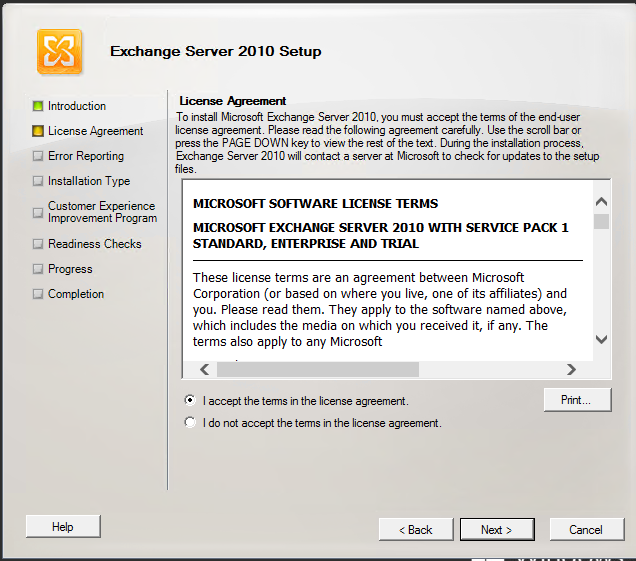 Exchange Server 2010 Setup
Introduction
License Agreement
Error Reporting
Installation Type
Customer Experience
Improvement Program
Readiness Checks
Progress
Completion
License Agreement
To install Microsoft Exchange Server 2010, you must accept the terms of the end-user
license agreement. Please read the following agreement carefully. Use the scroll bar or
press the PAGE DOWN key to view the rest of the text. During the installation process,
Exchange Server 2010 will contact a server at Microsoft to check for updates to the setup
files.
MICROSOFT SOFTWARE LICENSE TERMS
MICROSOFT EXCHANGE SERVER 2010 WITH SERVICE PACK 1
STANDARD, ENTERPRISE AND TRIAL
These license terms are an agreement between Microsoft
Corporation (or based on where you live, one of its affiliates) and
you. Please read them. They apply to the software named above,
which includes the media on which you received it, if any. The
terms also apply to any Microsoft
I accept the terms in the license agreement.
Print...
I do not accept the terms in the license agreement.
Help
< Back
Next >
Cancel